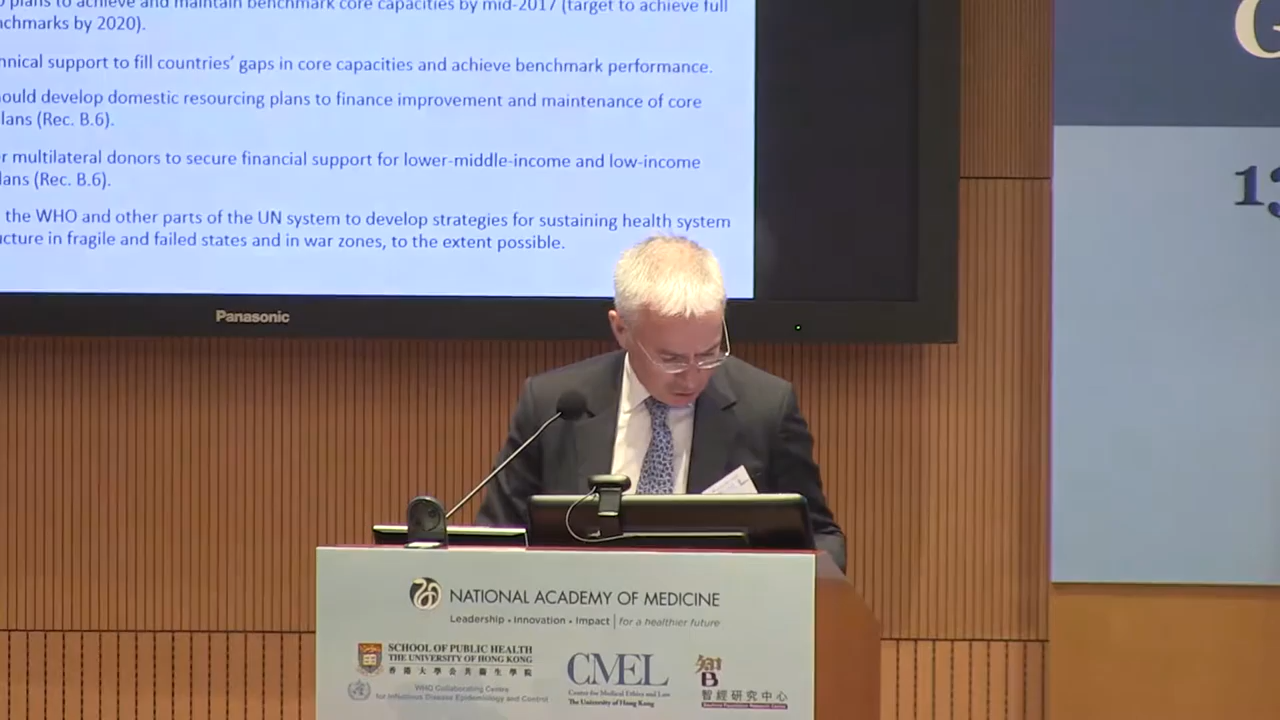 plans to achieve and maintain benchmark core capacities by mid-2017 (target to achieve full
chmarks by 2020).
nnical support to fill countries’ gaps in core capacities and achieve benchmark performance.
ould develop domestic resourcing plans to finance improvement and maintenance of core
lans (Rec. B.6).
r multilateral donors to secure financial support for lower-middle-income and low-income
lans (Rec. B.6).
the WHO and other parts of the UN system to develop strategies for sustaining health system
ucture in fragile and failed states and in war zones, to the extent possible.
Panasonic
G
13
NATIONAL ACADEMY OF MEDICINE
Leadership • Innovation • Impact | for a healthier future
SCHOOL OF PUBLIC HEALTH
THE UNIVERSITY OF HONG KONG
香港大學公共衞生學院
WHO Collaborating Centre
for Infectious Disease Epidemiology and Control
CMEL
Centre for Medical Ethics and Law
The University of Hong Kong
智
B
智經研究中心
Bauhinia Foundation Research Centre